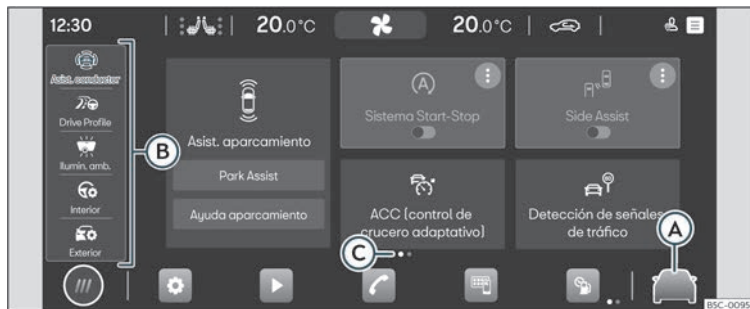 12:30
20.0°C
20.0°C
Asist. conductor
Drive Profile
Ilumin. amb.
Interior
Exterior
B
Asist. aparcamiento
Park Assist
Ayuda aparcamiento
Sistema Start-Stop
Side Assist
ACC (control de
crucero adaptativo)
Detección de señales
de tráfico
C
A
B5C-0095